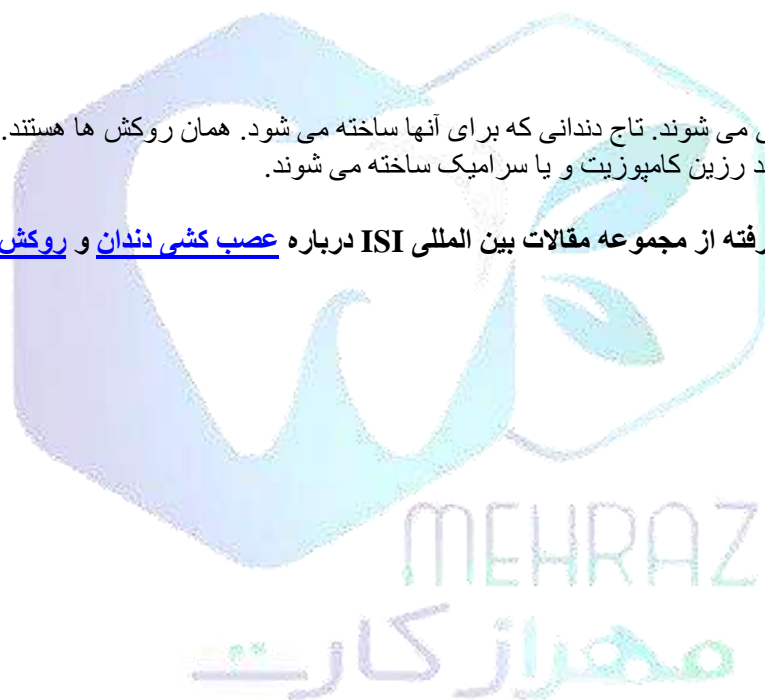 می شوند. تاج دندانی که برای آنها ساخته می شود. همان روکش ها هستند.
رزین کامپوزیت و یا سرامیک ساخته می شوند.
از مجموعه مقالات بین المللی ISI درباره عصب کشی دندان و روکش
MEHRAZ
مهراز کارت